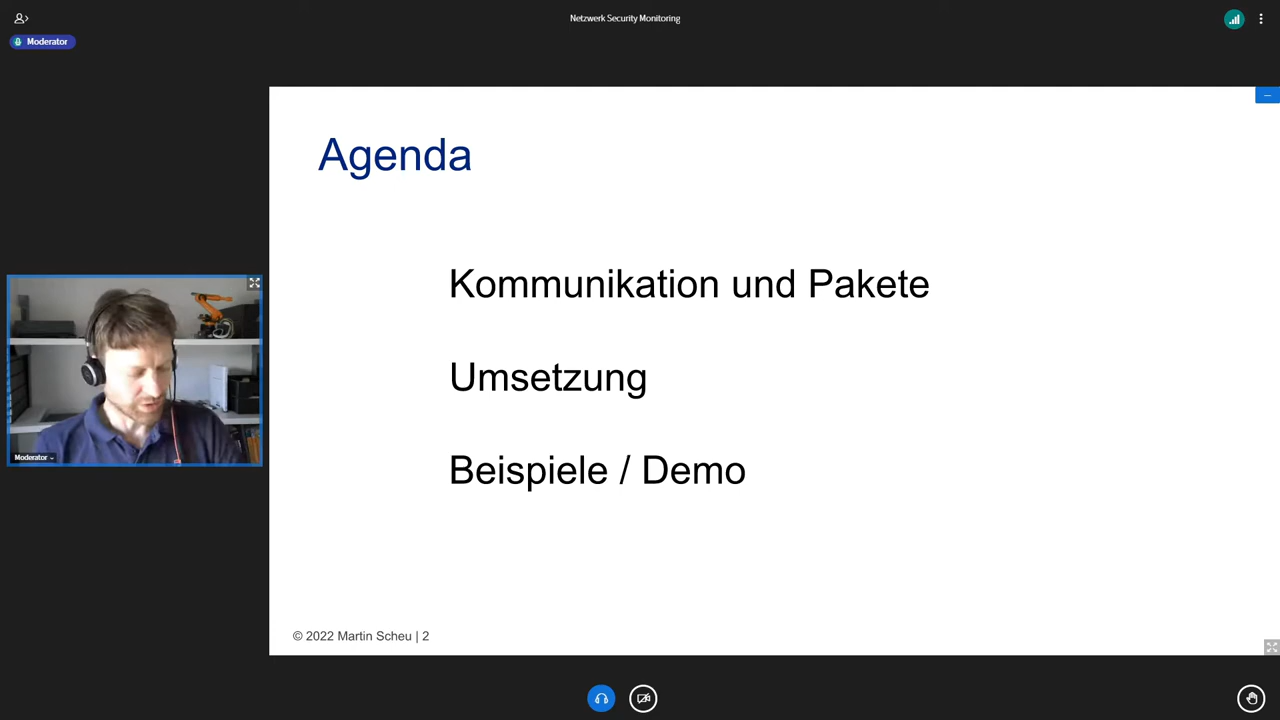 Netzwerk Security Monitoring
Moderator
Agenda
Kommunikation und Pakete
Umsetzung
Beispiele / Demo
Moderator
© 2022 Martin Scheu | 2